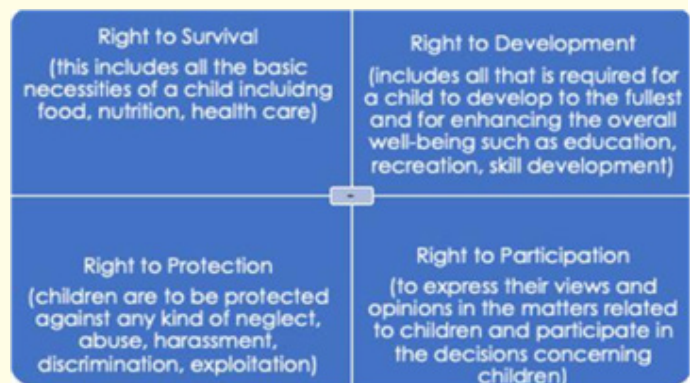 Right to Survival
(this includes all the basic
necessities of a child incluidng
food, nutrition, health care)
Right to Development
(includes all that is required for
a child to develop to the fullest
and for enhancing the overall
well-being such as education,
recreation, skill development)
Right to Protection
(children are to be protected
against any kind of neglect,
abuse, harassment,
discrimination, exploitation)
Right to Participation
(to express their views and
opinions in the matters related
to children and participate in
the decisions concerning
children)